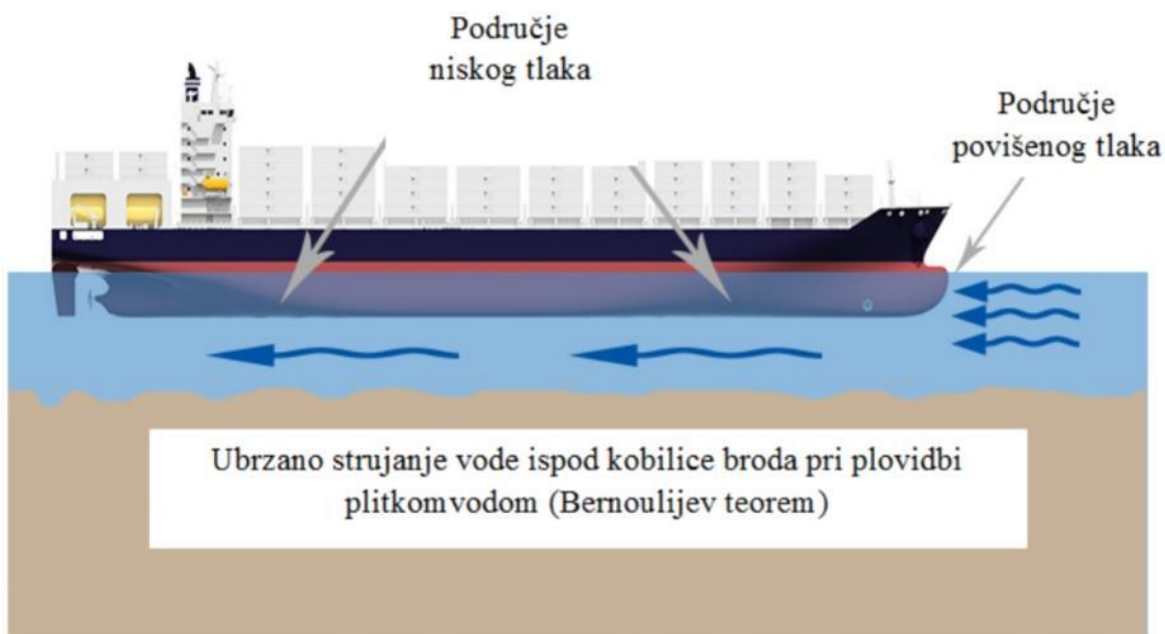 Područje
niskog tlaka
Područje
povišenog tlaka
Ubrzano strujanje vode ispod kobilice broda pri plovidbi
plitkomvodom (Bernoulijev teorem)